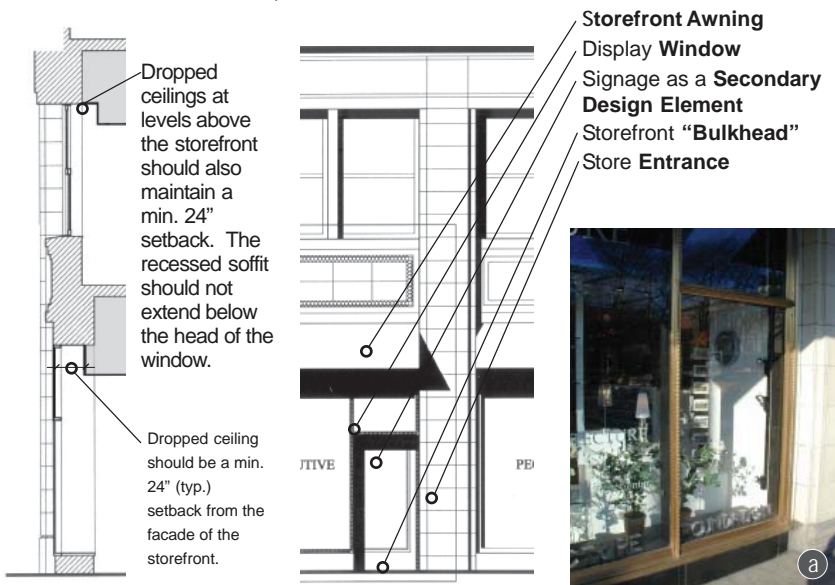 Dropped
ceilings at
levels above
the storefront
should also
maintain a
min. 24"
setback. The
recessed soffit
should not
extend below
the head of the
window.
Dropped ceiling
should be a min.
24” (typ.)
setback from the
facade of the
storefront.
Storefront Awning
Display Window
Signage as a Secondary
Design Element
Storefront “Bulkhead”
Store Entrance
UTIVE
PEC
a